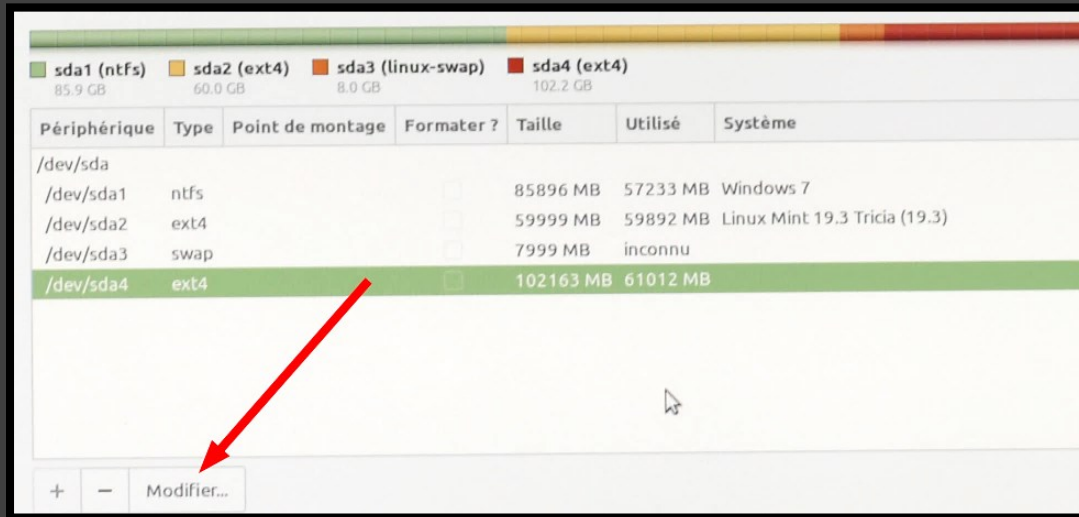 sda1 (ntfs) sda2 (ext4) sda3 (linux-swap) sda4 (ext4)
85.9 GB 60.0 GB 8.0 GB 102.2 GB
Périphérique Type Point de montage Formater ? Taille Utilisé Système
/dev/sda
/dev/sda1 ntfs 85896 MB 57233 MB Windows 7
/dev/sda2 ext4 59999 MB 59892 MB Linux Mint 19.3 Tricia (19.3)
/dev/sda3 swap 7999 MB inconnu
/dev/sda4 ext4 102163 MB 61012 MB
+ − Modifier...